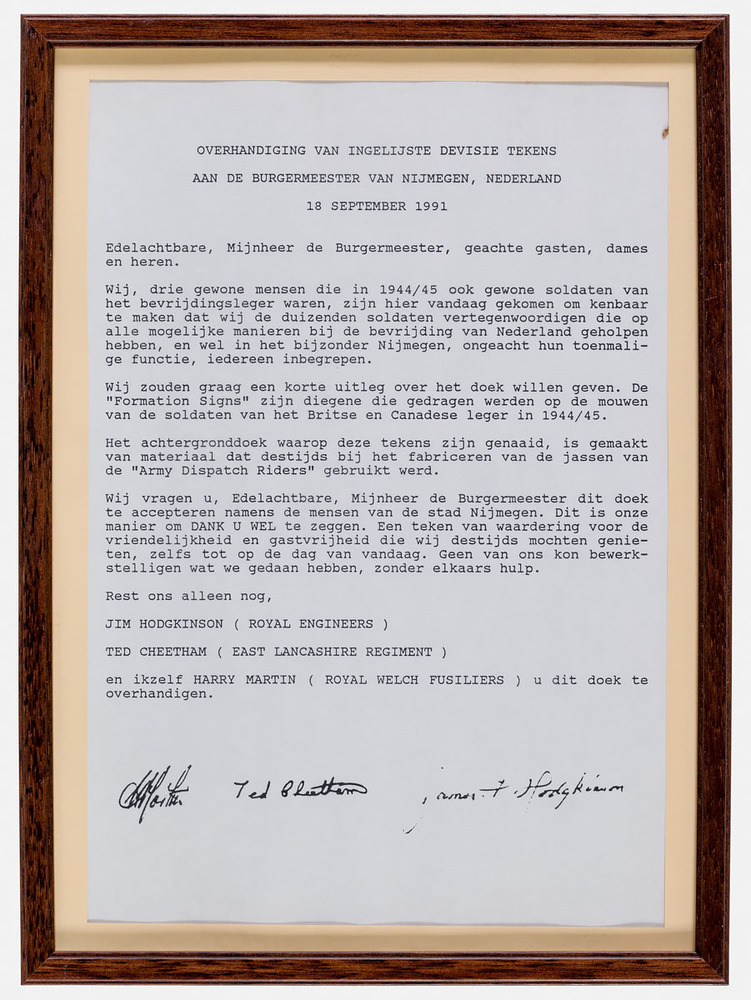 OVERHANDIGING VAN INGELIJSTE DEVISIE TEKENS
AAN DE BURGERMEESTER VAN NIJMEGEN, NEDERLAND
18 SEPTEMBER 1991
Edelachtbare, Mijnheer de Burgermeester, geachte gasten, dames
en heren.
Wij, drie gewone mensen die in 1944/45 ook gewone soldaten van
het bevrijdingsleger waren, zijn hier vandaag gekomen om kenbaar
te maken dat wij de duizenden soldaten vertegenwoordigen die op
alle mogelijke manieren bij de bevrijding van Nederland geholpen
hebben, en wel in het bijzonder Nijmegen, ongeacht hun toenmali-
ge functie, iedereen inbegrepen.
Wij zouden graag een korte uitleg over het doek willen geven. De
"Formation Signs" zijn diegene die gedragen werden op de mouwen
van de soldaten van het Britse en Canadese leger in 1944/45.
Het achtergronddoek waarop deze tekens zijn genaaid, is gemaakt
van materiaal dat destijds bij het fabriceren van de jassen van
de "Army Dispatch Riders" gebruikt werd.
Wij vragen u, Edelachtbare, Mijnheer de Burgermeester dit doek
te accepteren namens de mensen van de stad Nijmegen. Dit is onze
manier om DANK U WEL te zeggen. Een teken van waardering voor de
vriendelijkheid en gastvrijheid die wij destijds mochten genie-
ten, zelfs tot op de dag van vandaag. Geen van ons kon bewerk-
stelligen wat we gedaan hebben, zonder elkaars hulp.
Rest ons alleen nog,
JIM HODGKINSON ( ROYAL ENGINEERS )
TED CHEETHAM ( EAST LANCASHIRE REGIMENT )
en ikzelf HARRY MARTIN ( ROYAL WELCH FUSILIERS ) u dit doek te
overhandigen.
H Martin Ted Cheetham James F Hodgkinson